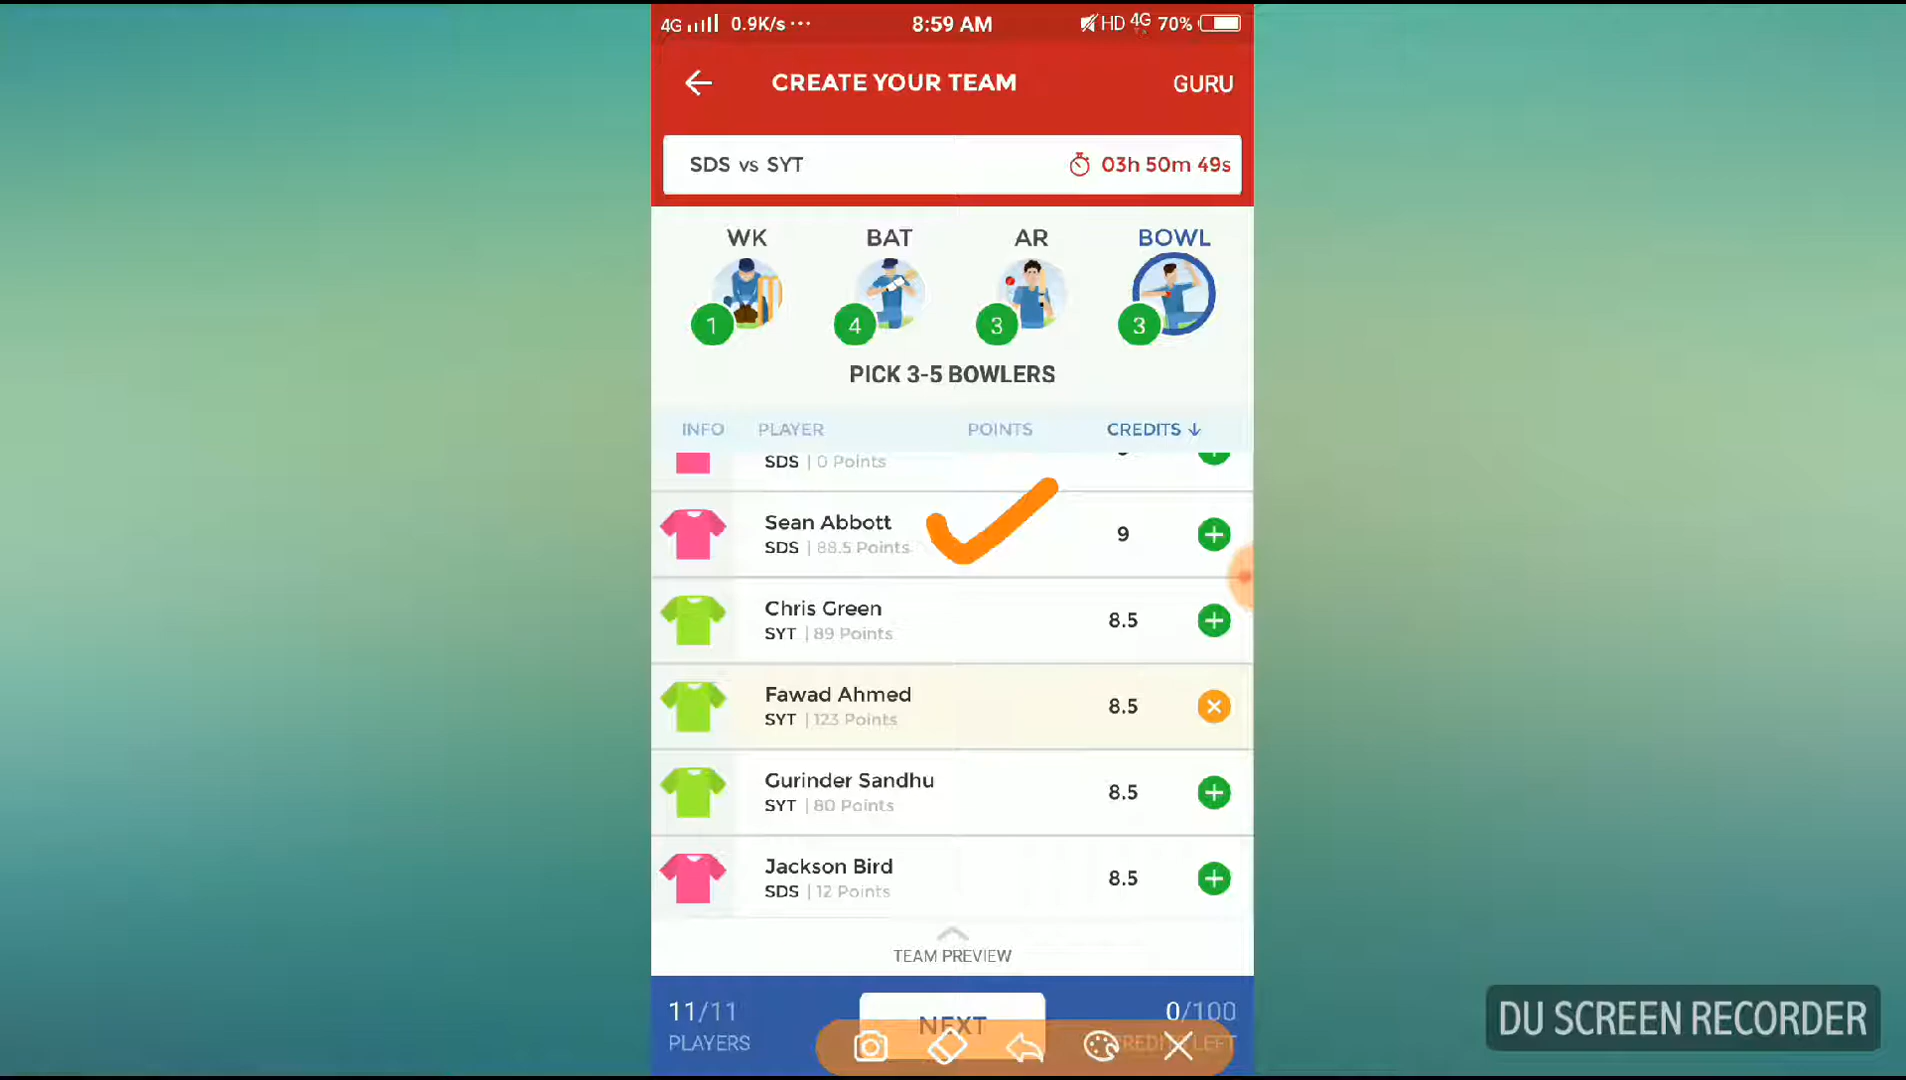 4G 0.9K/s ··· 8:59 AM HD 4G 70%
CREATE YOUR TEAM GURU
SDS vs SYT 03h 50m 49s
WK BAT AR BOWL
1 4 3 3
PICK 3-5 BOWLERS
INFO PLAYER POINTS CREDITS ↓
SDS | 0 Points
Sean Abbott
SDS | 88.5 Points 9
Chris Green
SYT | 89 Points 8.5
Fawad Ahmed
SYT | 123 Points 8.5
Gurinder Sandhu
SYT | 80 Points 8.5
Jackson Bird
SDS | 12 Points 8.5
TEAM PREVIEW
11/11 NEXT 0/100
PLAYERS LEFT
DU SCREEN RECORDER